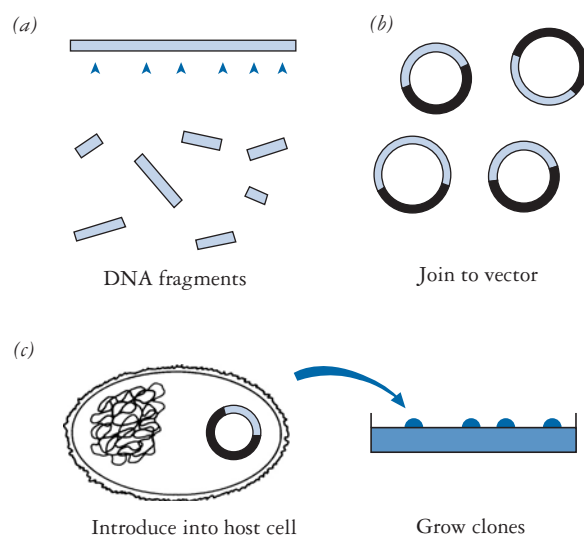 (a)
(b)
DNA fragments
Join to vector
(c)
Introduce into host cell
Grow clones